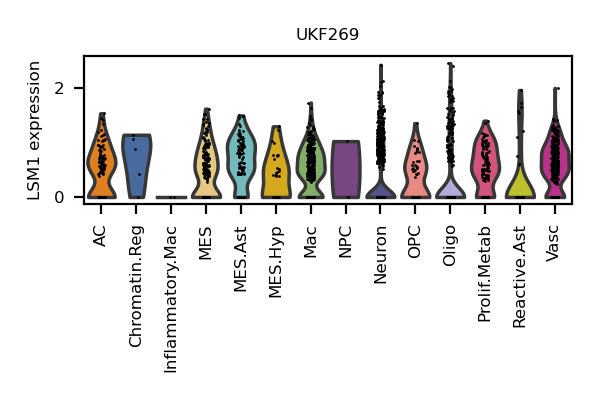 UKF269
LSM1 expression
2
0
AC
Chromatin.Reg
Inflammatory.Mac
MES
MES.Ast
MES.Hyp
Mac
NPC
Neuron
OPC
Oligo
Prolif.Metab
Reactive.Ast
Vasc